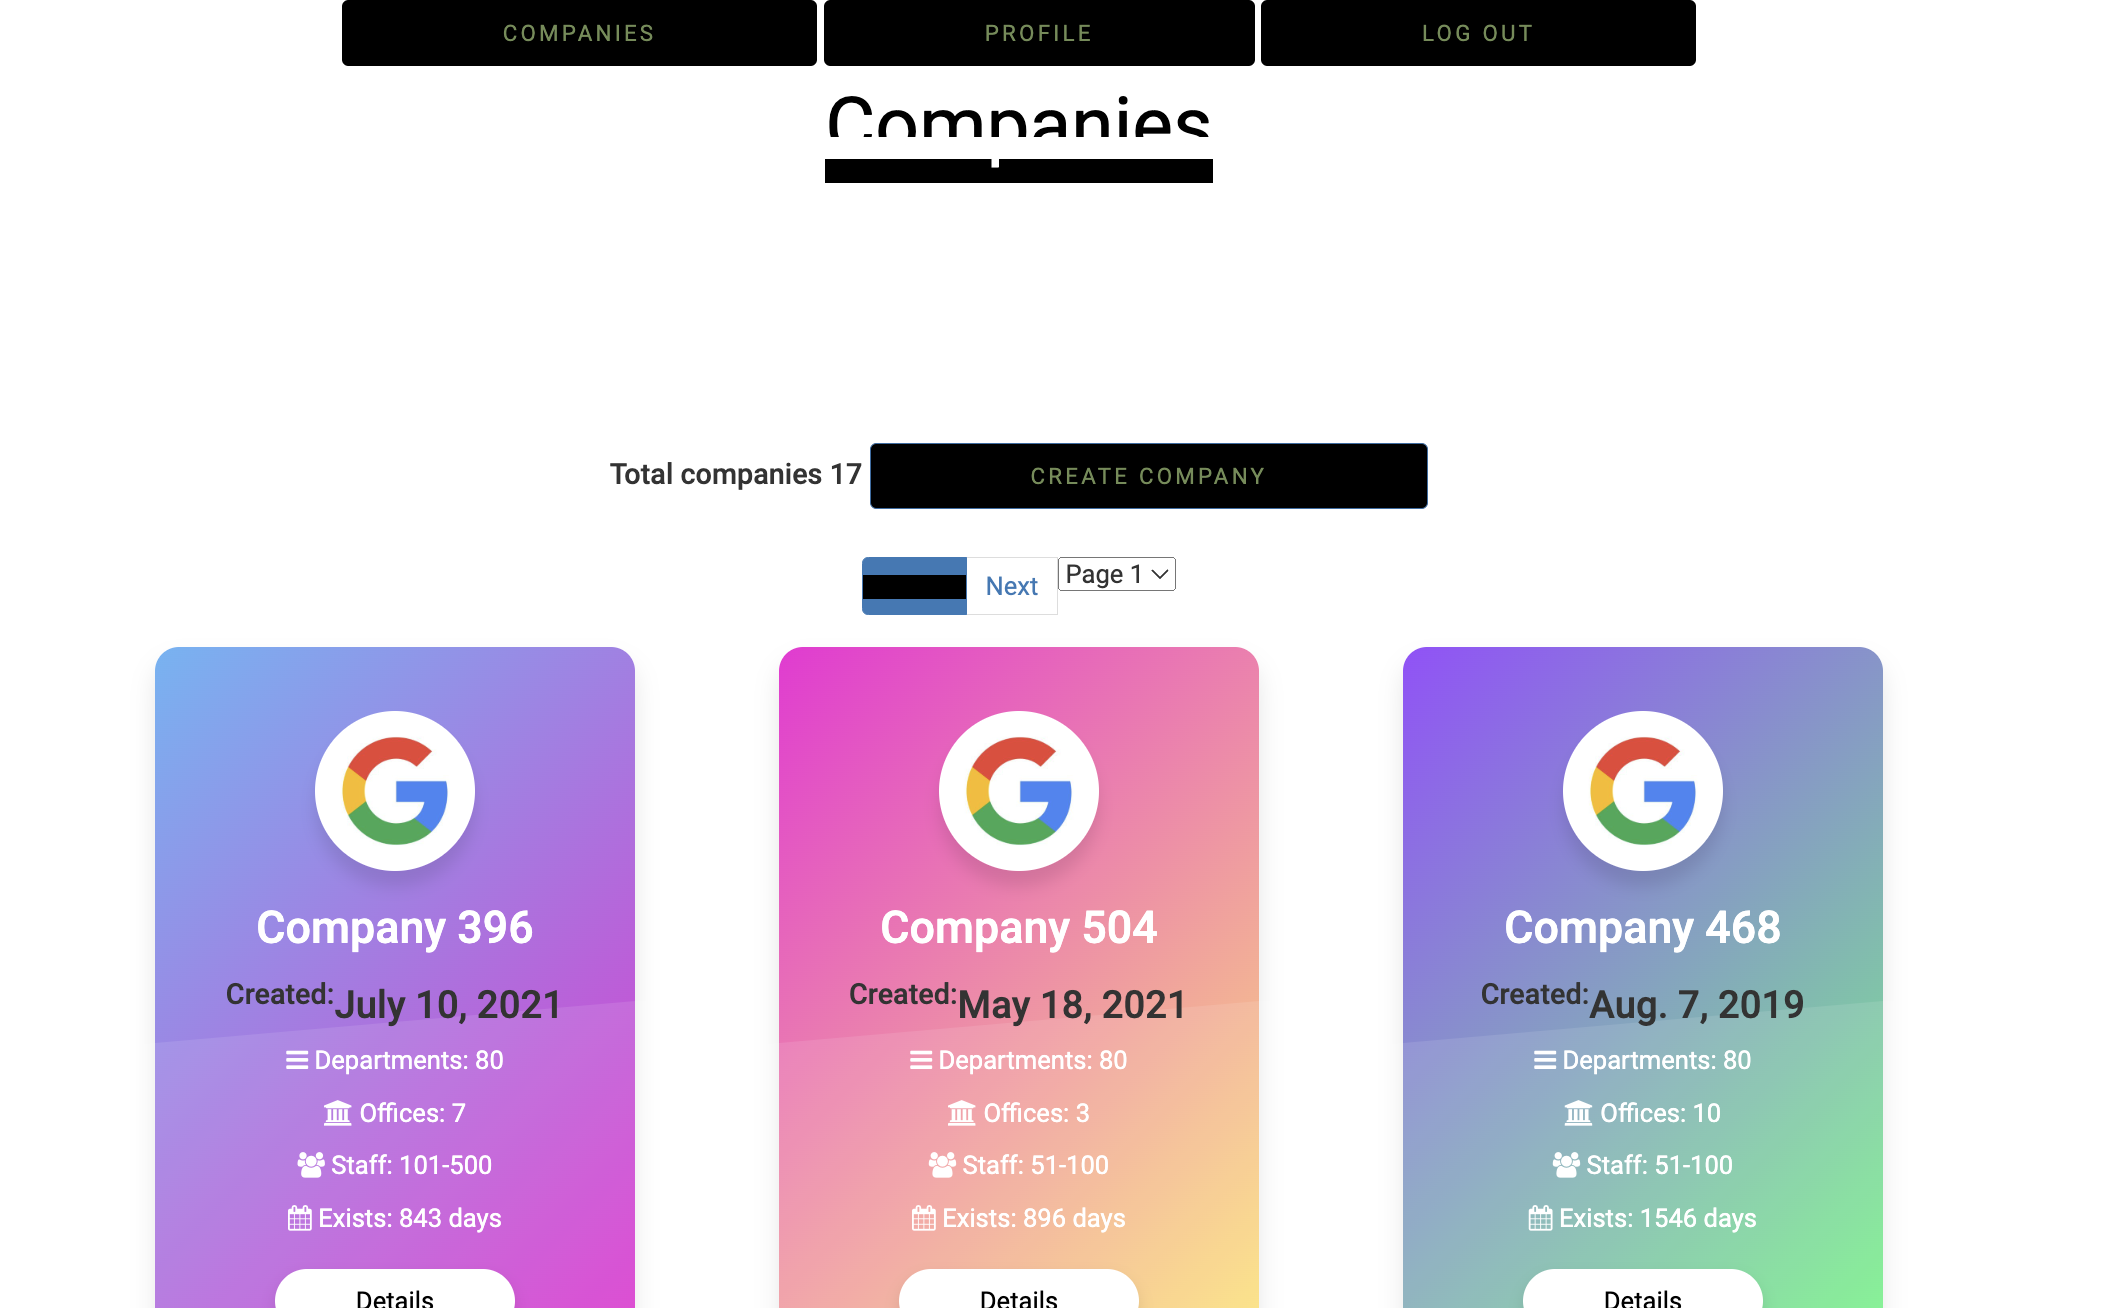 COMPANIES PROFILE LOG OUT
Companies
Total companies 17 CREATE COMPANY
Next Page 1
Company 396
Created: July 10, 2021
Departments: 80
Offices: 7
Staff: 101-500
Exists: 843 days
Details
Company 504
Created: May 18, 2021
Departments: 80
Offices: 3
Staff: 51-100
Exists: 896 days
Details
Company 468
Created: Aug. 7, 2019
Departments: 80
Offices: 10
Staff: 51-100
Exists: 1546 days
Details